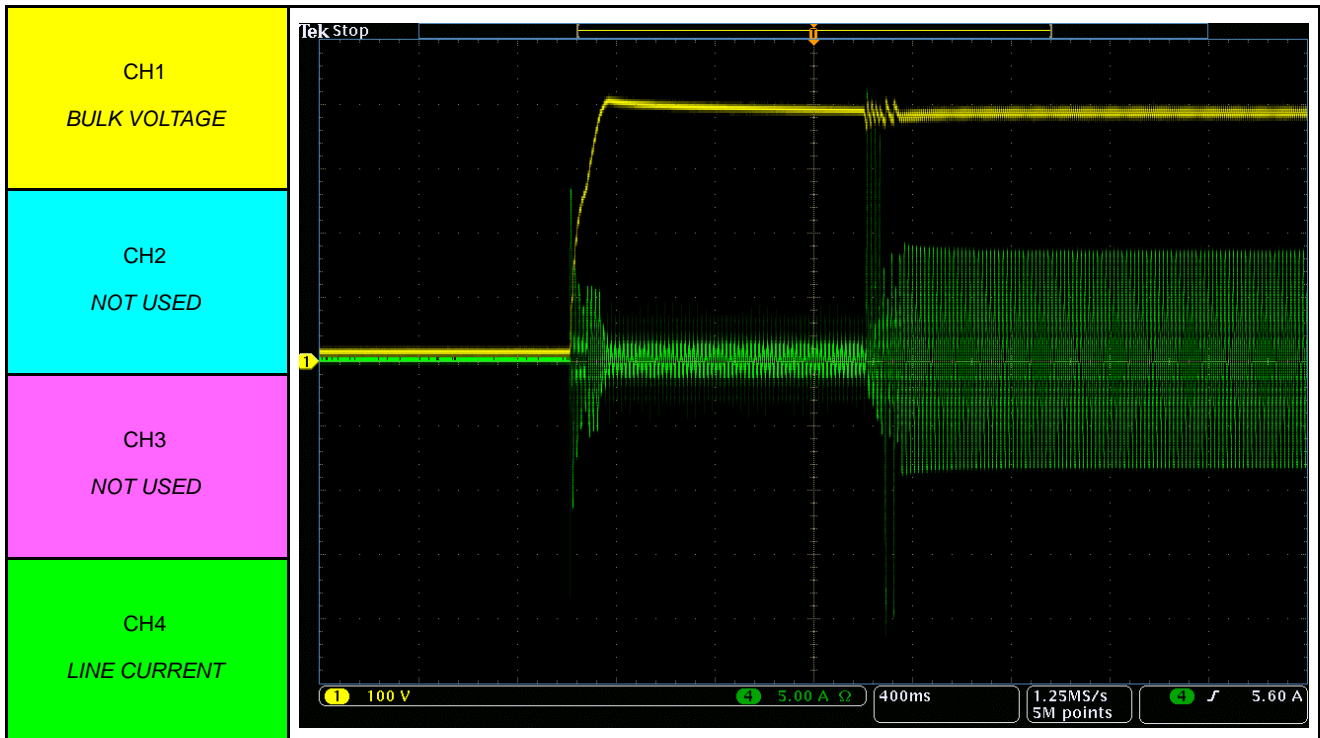 CH1
BULK VOLTAGE
CH2
NOT USED
CH3
NOT USED
CH4
LINE CURRENT
Tek Stop
T
1
1 100 V
4 5.00 A Ω
400ms
1.25MS/s
5M points
4 5.60 A